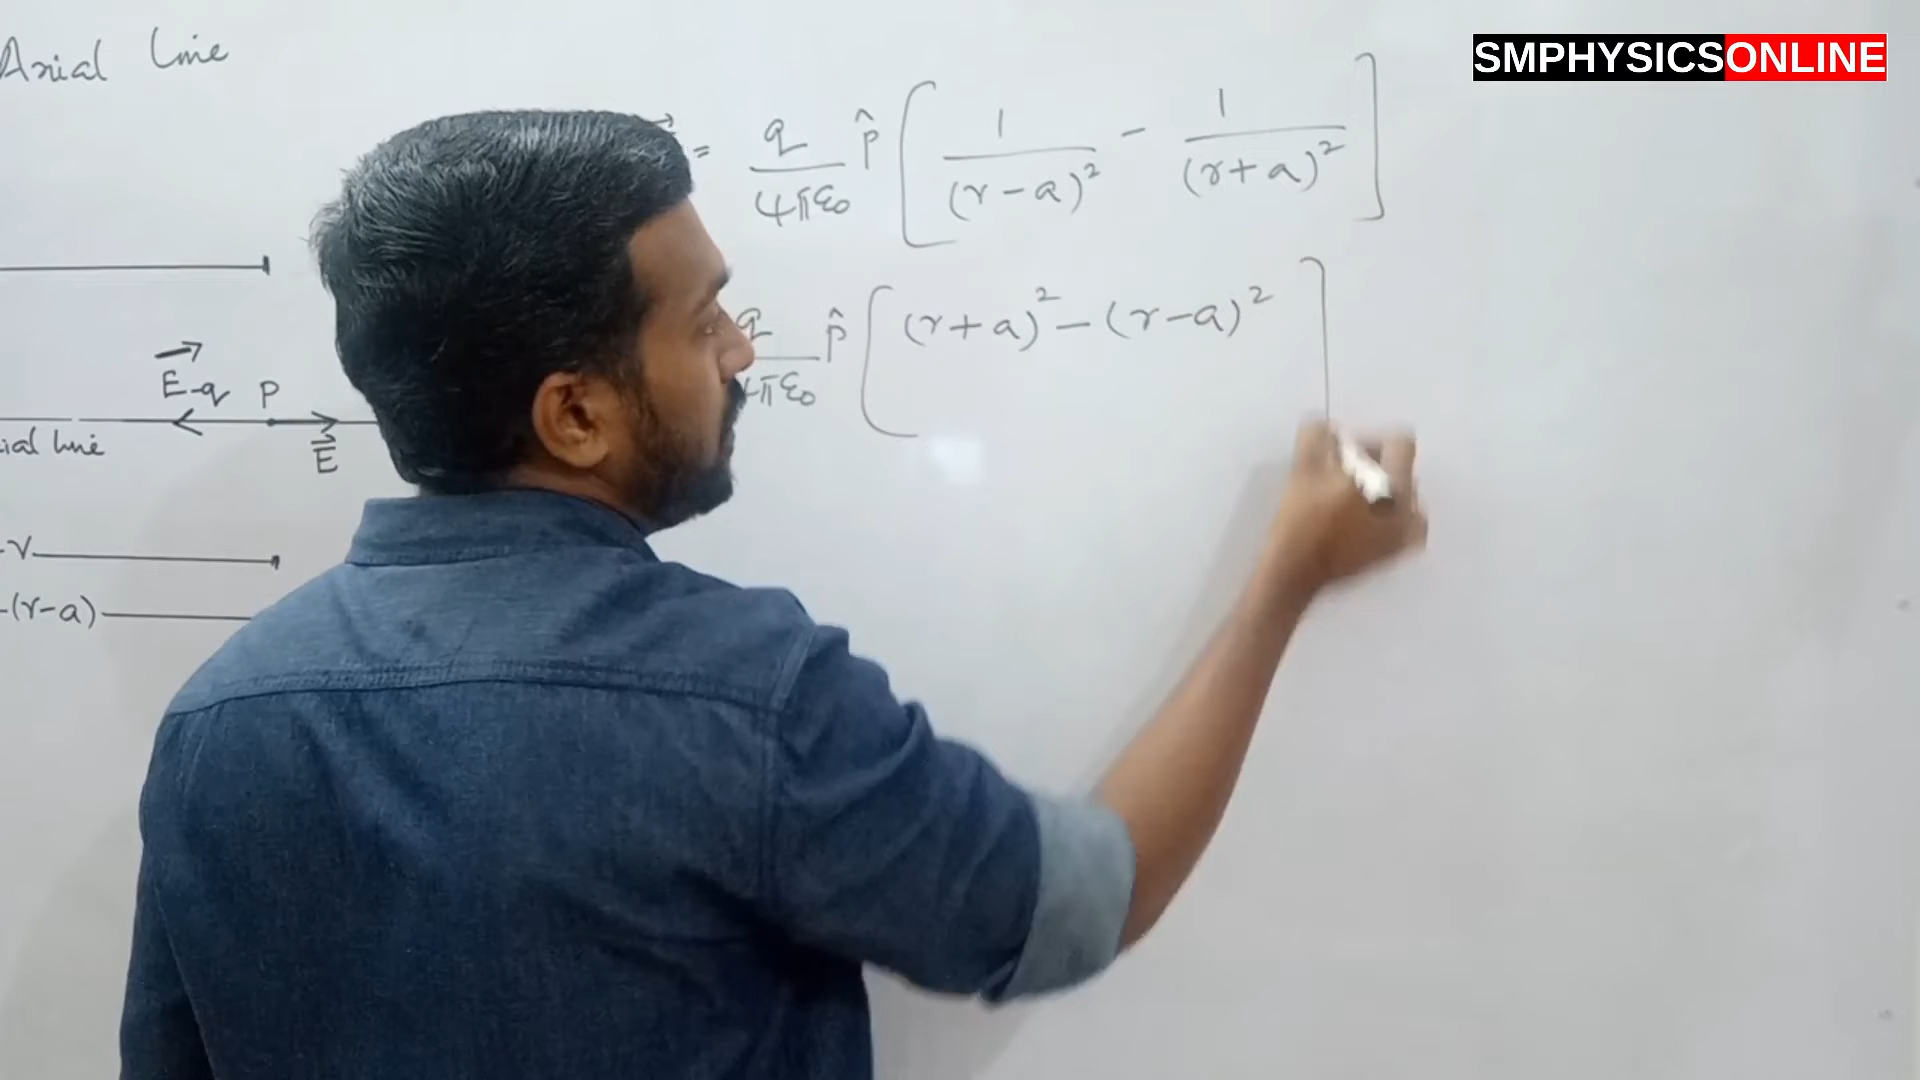 Axial line
SMPHYSICSONLINE
= q/4πε₀ p̂ [ 1/(r-a)² - 1/(r+a)² ]
q/4πε₀ p̂ [ (r+a)² - (r-a)² ]
E-q P
ial line
E
r
(r-a)